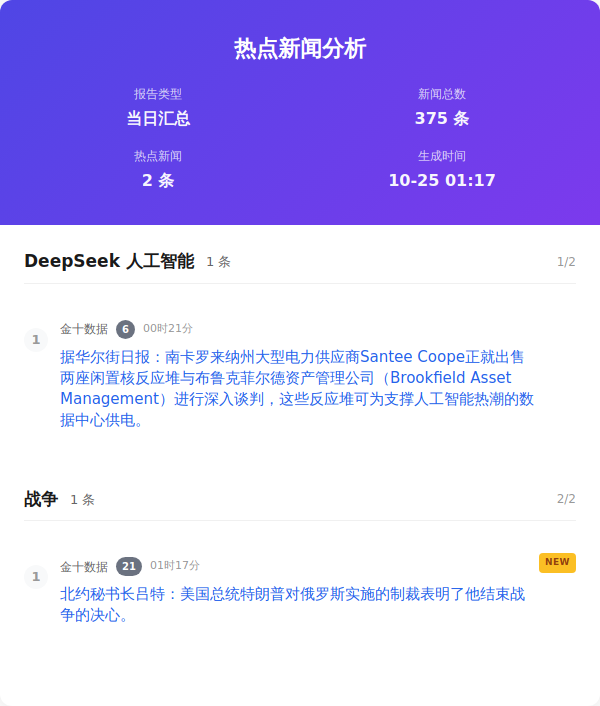 热点新闻分析
报告类型
新闻总数
当日汇总
375 条
热点新闻
生成时间
2 条
10-25 01:17
DeepSeek 人工智能 1 条 1/2
1 金十数据 6 00时21分
据华尔街日报：南卡罗来纳州大型电力供应商Santee Coope正就出售
两座闲置核反应堆与布鲁克菲尔德资产管理公司（Brookfield Asset
Management）进行深入谈判，这些反应堆可为支撑人工智能热潮的数
据中心供电。
战争 1 条 2/2
1 金十数据 21 01时17分 NEW
北约秘书长吕特：美国总统特朗普对俄罗斯实施的制裁表明了他结束战
争的决心。